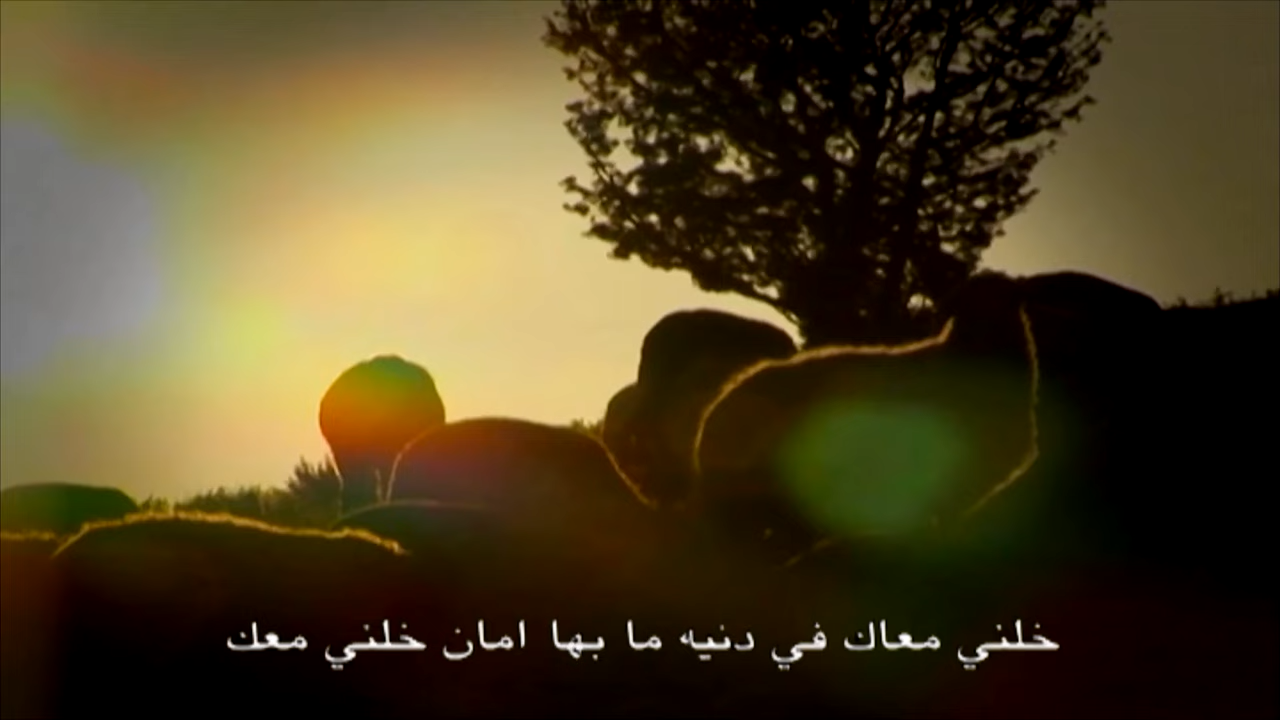 خلني معاك في دنيه ما بها امان خلني معك